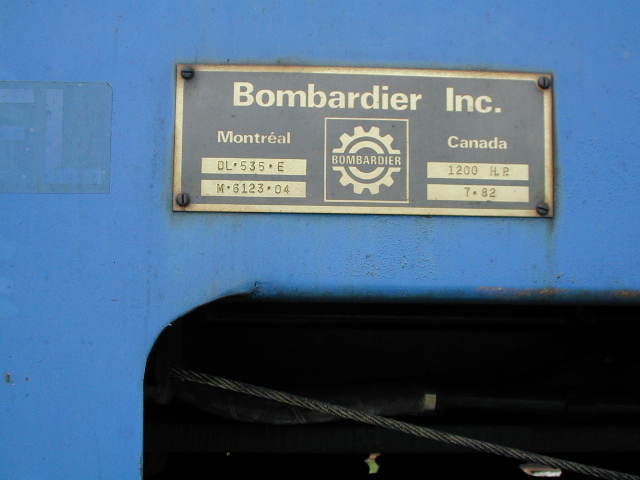 Bombardier Inc.
Montréal
Canada
BOMBARDIER
DL·535·E
1200 H.P.
M·6123·04
7·82